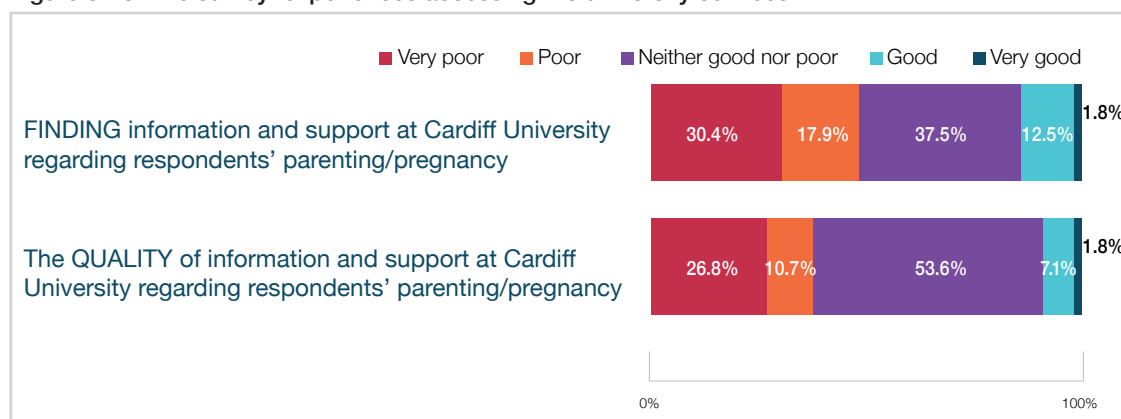 Very poor Poor Neither good nor poor Good Very good
FINDING information and support at Cardiff University
regarding respondents' parenting/pregnancy
30.4% 17.9% 37.5% 12.5% 1.8%
The QUALITY of information and support at Cardiff
University regarding respondents' parenting/pregnancy
26.8% 10.7% 53.6% 7.1% 1.8%
0% 100%